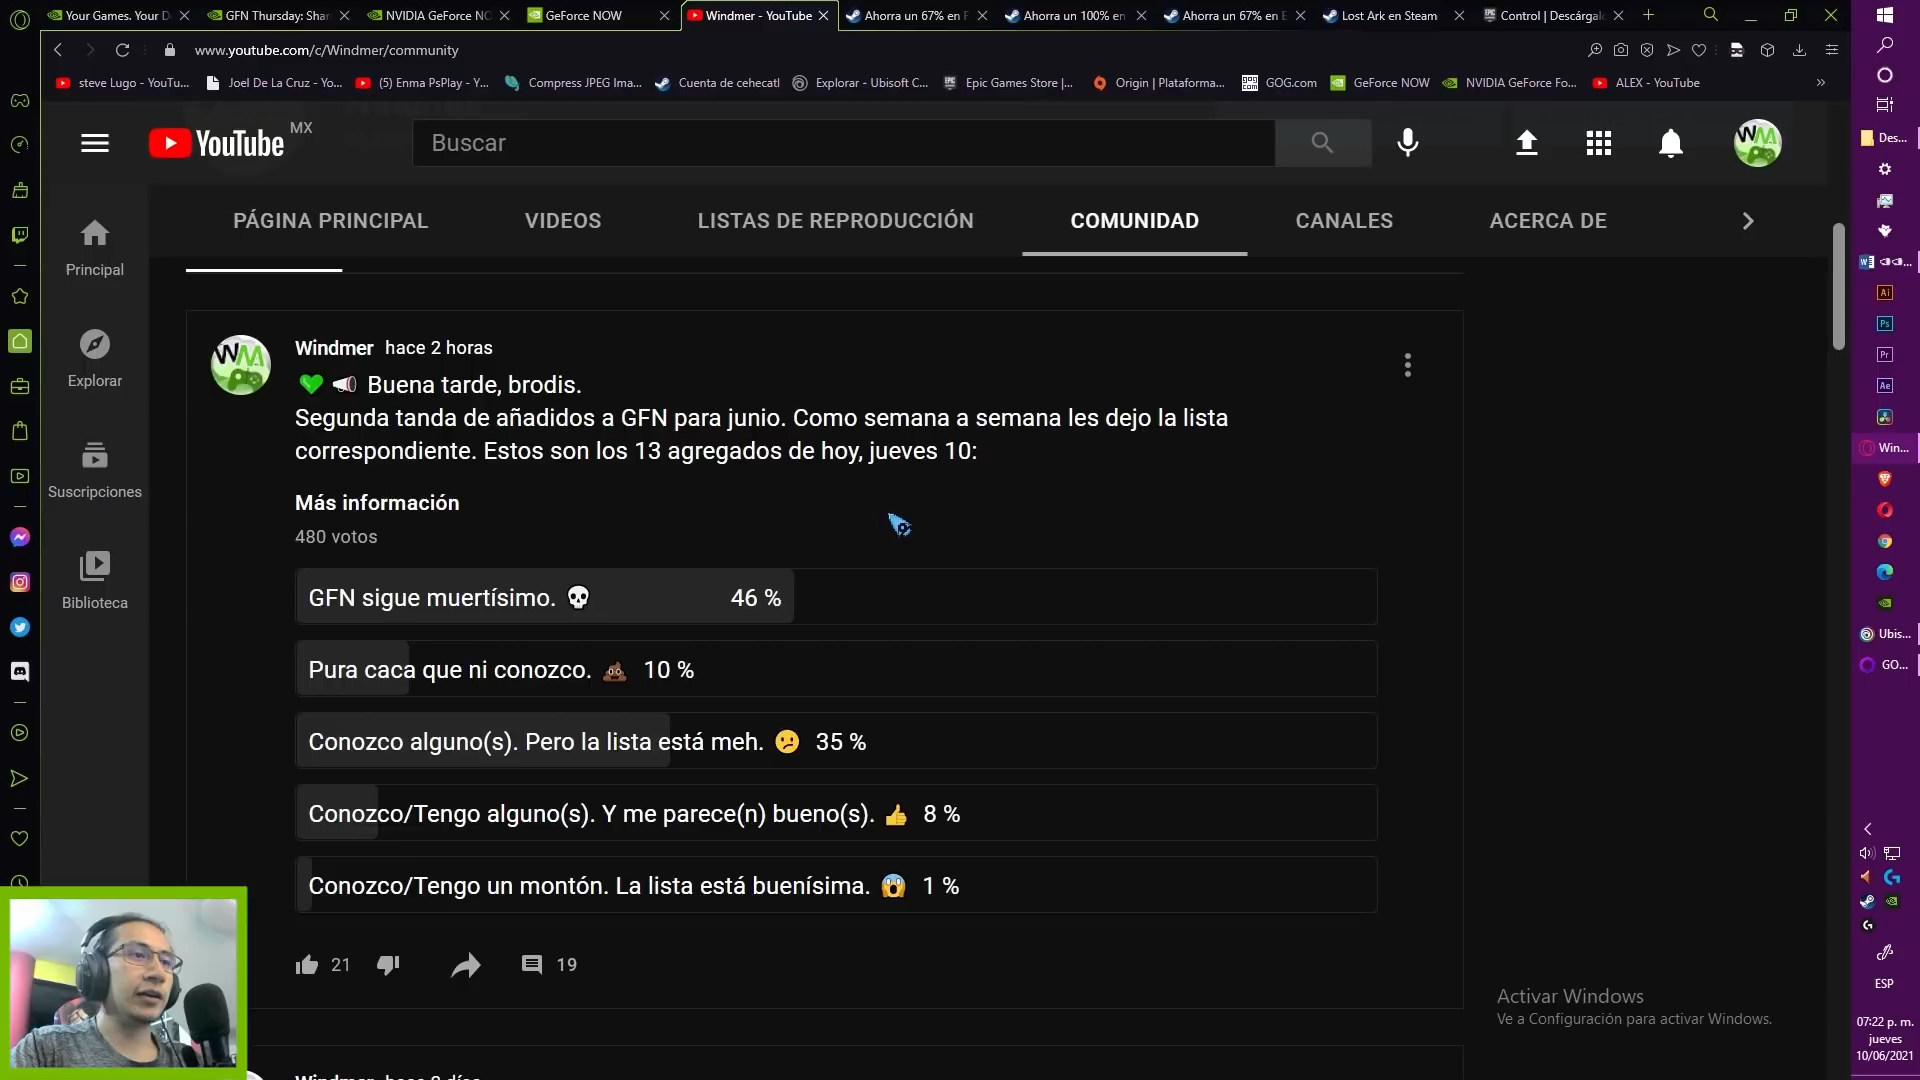 Your Games. Your D
GFN Thursday: Shar
NVIDIA GeForce NO
GeForce NOW
Windmer - YouTube
Ahorra un 67% en F
Ahorra un 100% en
Ahorra un 67% en E
Lost Ark en Steam
Control | Descárgal
www.youtube.com/c/Windmer/community
steve Lugo - YouTu...
Joel De La Cruz - Yo...
(5) Enma PsPlay - Y...
Compress JPEG Ima...
Cuenta de cehecatl
Explorar - Ubisoft C...
Epic Games Store |...
Origin | Plataforma...
GOG.com
GeForce NOW
NVIDIA GeForce Fo...
ALEX - YouTube
YouTube MX
Buscar
WM
PÁGINA PRINCIPAL
VIDEOS
LISTAS DE REPRODUCCIÓN
COMUNIDAD
CANALES
ACERCA DE
Principal
Explorar
Suscripciones
Biblioteca
WM
Windmer hace 2 horas
💚 📣 Buena tarde, brodis.
Segunda tanda de añadidos a GFN para junio. Como semana a semana les dejo la lista
correspondiente. Estos son los 13 agregados de hoy, jueves 10:
Más información
480 votos
GFN sigue muertísimo. 💀 46 %
Pura caca que ni conozco. 💩 10 %
Conozco alguno(s). Pero la lista está meh. 😕 35 %
Conozco/Tengo alguno(s). Y me parece(n) bueno(s). 👍 8 %
Conozco/Tengo un montón. La lista está buenísima. 😱 1 %
21
19
Activar Windows
Ve a Configuración para activar Windows.
Des...
Ai
Ps
Pr
Ae
Win...
Ubis...
GO...
ESP
07:22 p. m.
jueves
10/06/2021